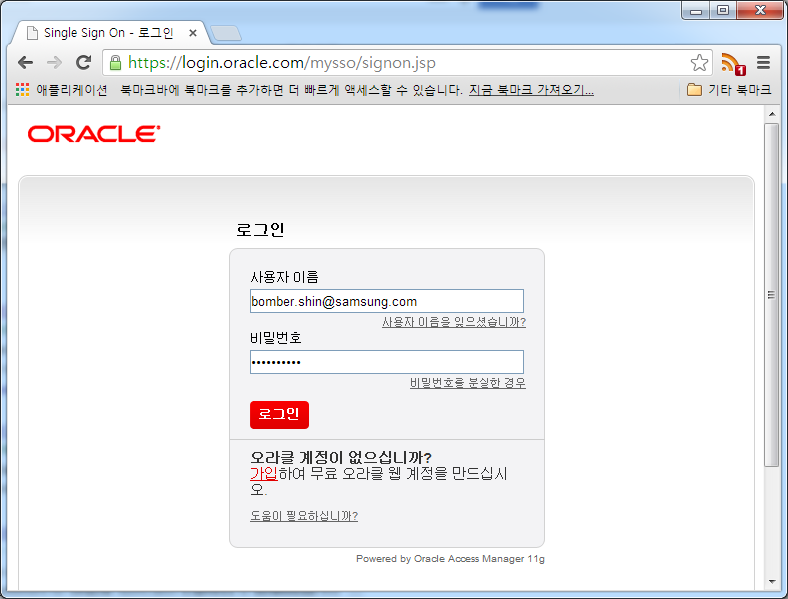 Single Sign On - 로그인
https://login.oracle.com/mysso/signon.jsp
1
애플리케이션 북마크바에 북마크를 추가하면 더 빠르게 액세스할 수 있습니다. 지금 북마크 가져오기... 기타 북마크
ORACLE
로그인
사용자 이름
bomber.shin@samsung.com
사용자 이름을 잊으셨습니까?
비밀번호
••••••••••
비밀번호를 분실한 경우
로그인
오라클 계정이 없으십니까?
가입하여 무료 오라클 웹 계정을 만드십시
오.
도움이 필요하십니까?
Powered by Oracle Access Manager 11g